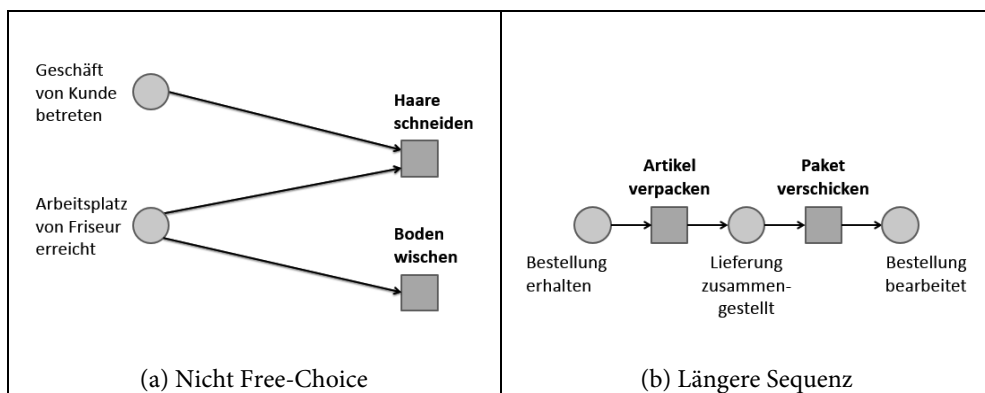 Geschäft
von Kunde
betreten
Haare
schneiden
Arbeitsplatz
von Friseur
erreicht
Boden
wischen
(a) Nicht Free-Choice
Artikel
verpacken
Paket
verschicken
Bestellung
erhalten
Lieferung
zusammen-
gestellt
Bestellung
bearbeitet
(b) Längere Sequenz